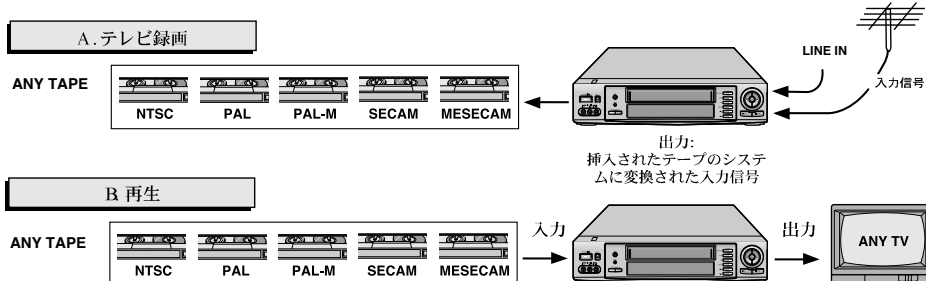 A.テレビ録画
ANY TAPE
NTSC
PAL
PAL-M
SECAM
MESECAM
LINE IN
入力信号
出力:
挿入されたテープのシステ
ムに変換された入力信号
B 再生
ANY TAPE
NTSC
PAL
PAL-M
SECAM
MESECAM
入力
出力
ANY TV